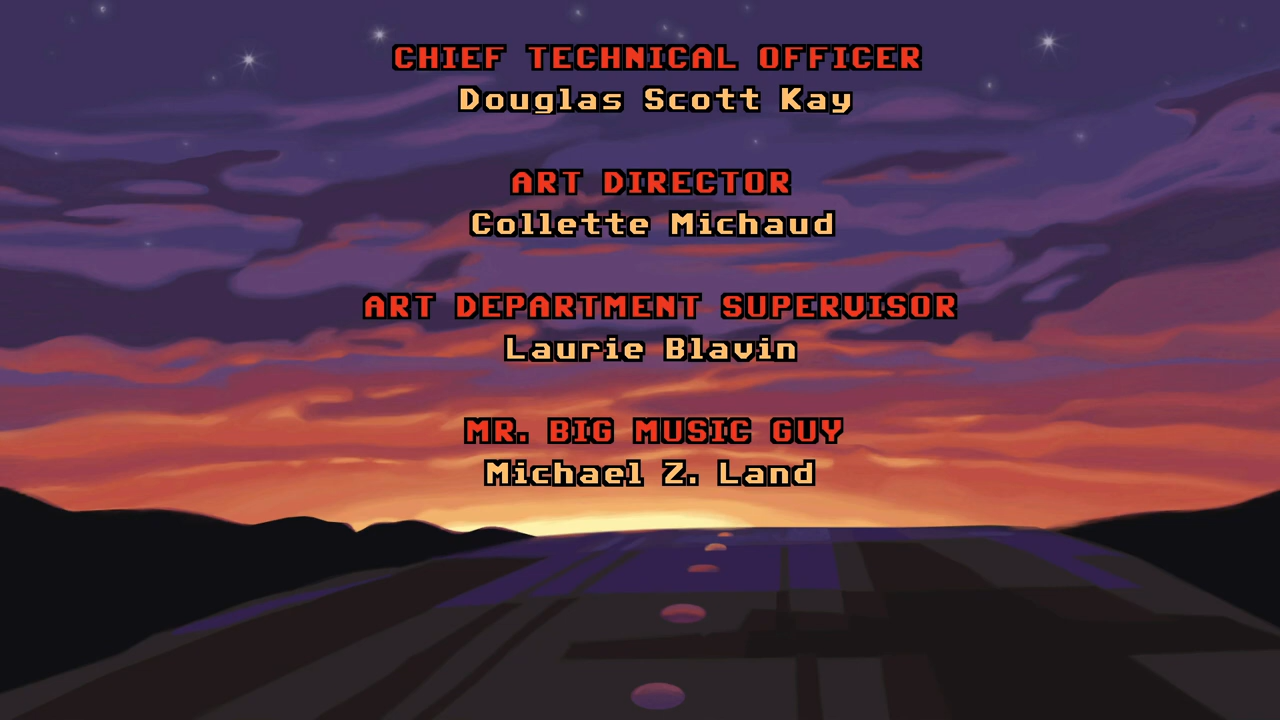 CHIEF TECHNICAL OFFICER
Douglas Scott Kay
ART DIRECTOR
Collette Michaud
ART DEPARTMENT SUPERVISOR
Laurie Blavin
MR. BIG MUSIC GUY
Michael Z. Land